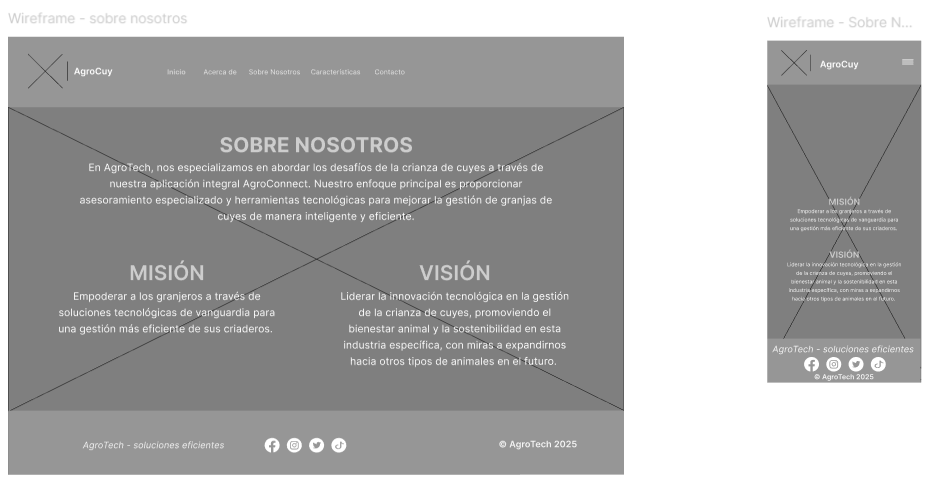 Wireframe - sobre nosotros
AgroCuy
Inicio Acerca de Sobre Nosotros Características Contacto
SOBRE NOSOTROS
En AgroTech, nos especializamos en abordar los desafíos de la crianza de cuyes a través de
nuestra aplicación integral AgroConnect. Nuestro enfoque principal es proporcionar
asesoramiento especializado y herramientas tecnológicas para mejorar la gestión de granjas de
cuyes de manera inteligente y eficiente.
MISIÓN
Empoderar a los granjeros a través de
soluciones tecnológicas de vanguardia para
una gestión más eficiente de sus criaderos.
VISIÓN
Liderar la innovación tecnológica en la gestión
de la crianza de cuyes, promoviendo el
bienestar animal y la sostenibilidad en esta
industria específica, con miras a expandirnos
hacia otros tipos de animales en el futuro.
AgroTech - soluciones eficientes
© AgroTech 2025
Wireframe - Sobre N...
AgroCuy
MISIÓN
Empoderar a los granjeros a través de
soluciones tecnológicas de vanguardia para
una gestión más eficiente de sus criaderos.
VISIÓN
Liderar la innovación tecnológica en la gestión
de la crianza de cuyes, promoviendo el
bienestar animal y la sostenibilidad en esta
industria específica, con miras a expandirnos
hacia otros tipos de animales en el futuro.
AgroTech - soluciones eficientes
© AgroTech 2025